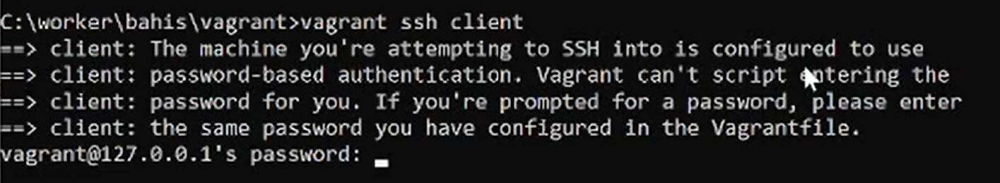 C:\worker\bahis\vagrant>vagrant ssh client
==> client: The machine you're attempting to SSH into is configured to use
==> client: password-based authentication. Vagrant can't script entering the
==> client: password for you. If you're prompted for a password, please enter
==> client: the same password you have configured in the Vagrantfile.
vagrant@127.0.0.1's password: